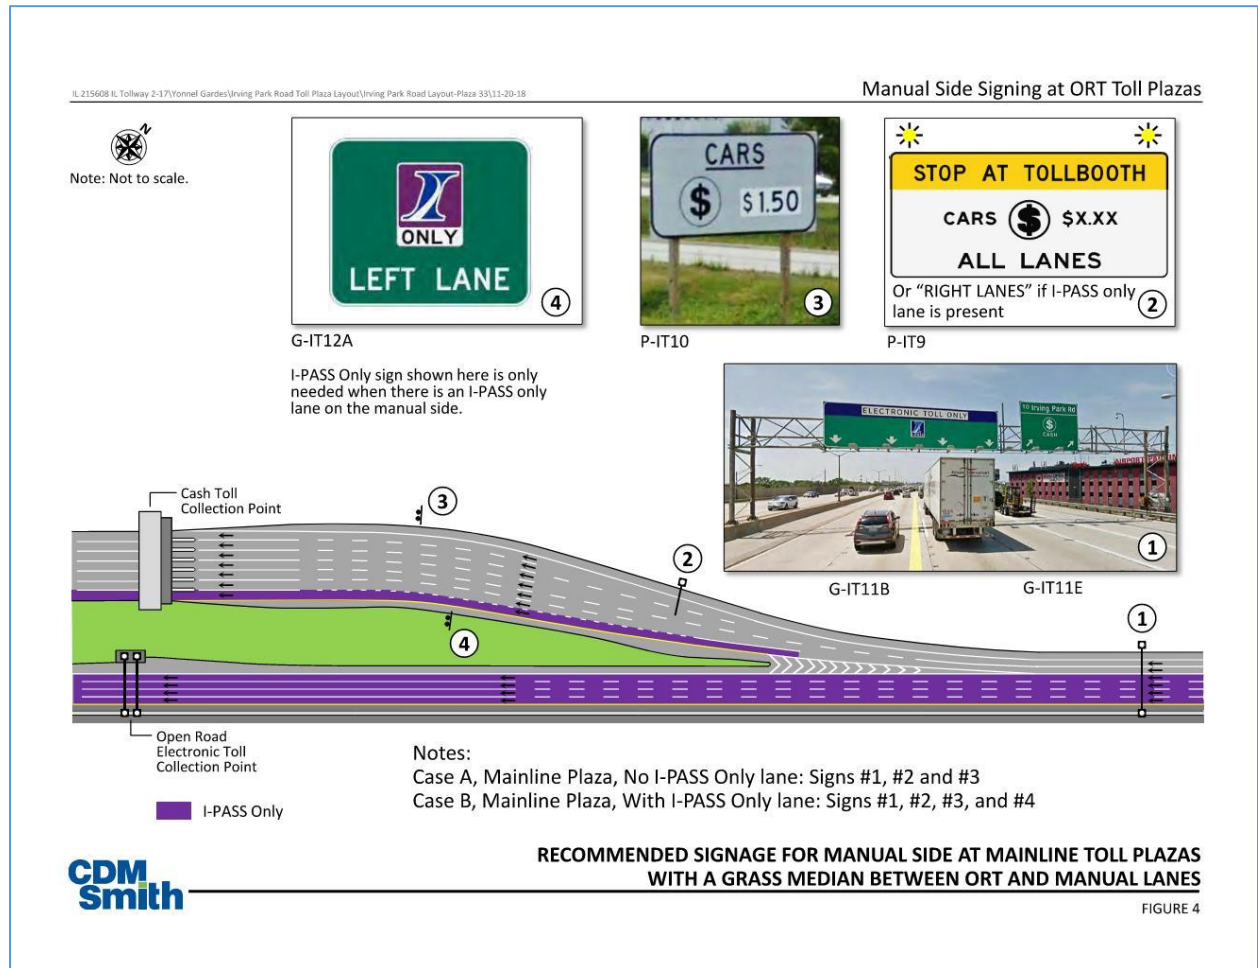 IL 215608 IL Tollway 2-17\Yonnel Gardes\Irving Park Road Toll Plaza Layout\Irving Park Road Layout-Plaza 33\11-20-18
Manual Side Signing at ORT Toll Plazas
N
Note: Not to scale.
ONLY
LEFT LANE
4
G-IT12A
I-PASS Only sign shown here is only
needed when there is an I-PASS only
lane on the manual side.
CARS
$ $1.50
3
P-IT10
STOP AT TOLLBOOTH
CARS $ $X.XX
ALL LANES
Or “RIGHT LANES” if I-PASS only
lane is present
2
P-IT9
ELECTRONIC TOLL ONLY
TO Irving Park Rd
$
CASH
1
G-IT11B
G-IT11E
Cash Toll
Collection Point
3
2
4
1
Open Road
Electronic Toll
Collection Point
I-PASS Only
Notes:
Case A, Mainline Plaza, No I-PASS Only lane: Signs #1, #2 and #3
Case B, Mainline Plaza, With I-PASS Only lane: Signs #1, #2, #3, and #4
CDM
Smith
RECOMMENDED SIGNAGE FOR MANUAL SIDE AT MAINLINE TOLL PLAZAS
WITH A GRASS MEDIAN BETWEEN ORT AND MANUAL LANES
FIGURE 4